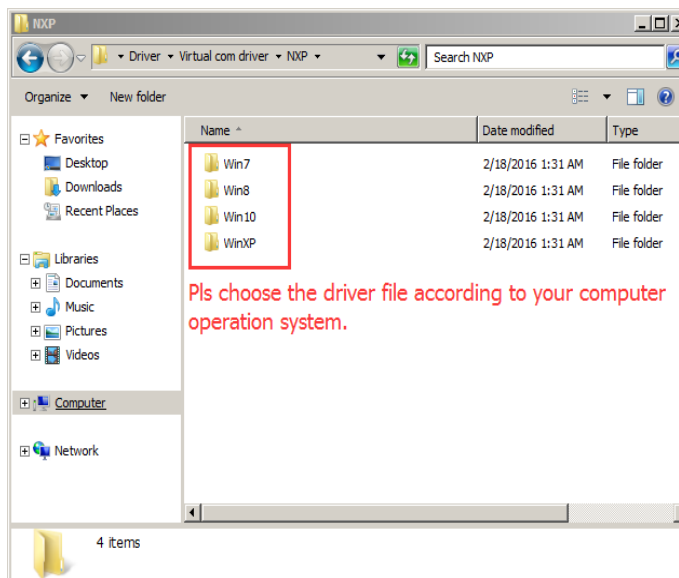 NXP
Driver Virtual com driver NXP Search NXP
Organize New folder
Name Date modified Type
Favorites
Desktop
Downloads
Recent Places
Libraries
Documents
Music
Pictures
Videos
Computer
Network
Win7 2/18/2016 1:31 AM File folder
Win8 2/18/2016 1:31 AM File folder
Win10 2/18/2016 1:31 AM File folder
WinXP 2/18/2016 1:31 AM File folder
Pls choose the driver file according to your computer
operation system.
4 items